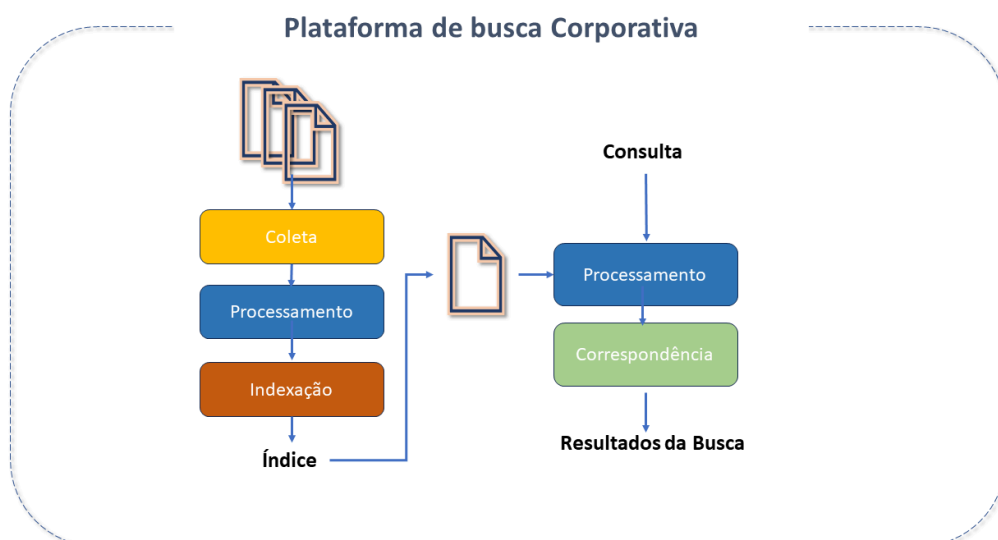 Plataforma de busca Corporativa
Coleta
Processamento
Indexação
Índice
Consulta
Processamento
Correspondência
Resultados da Busca